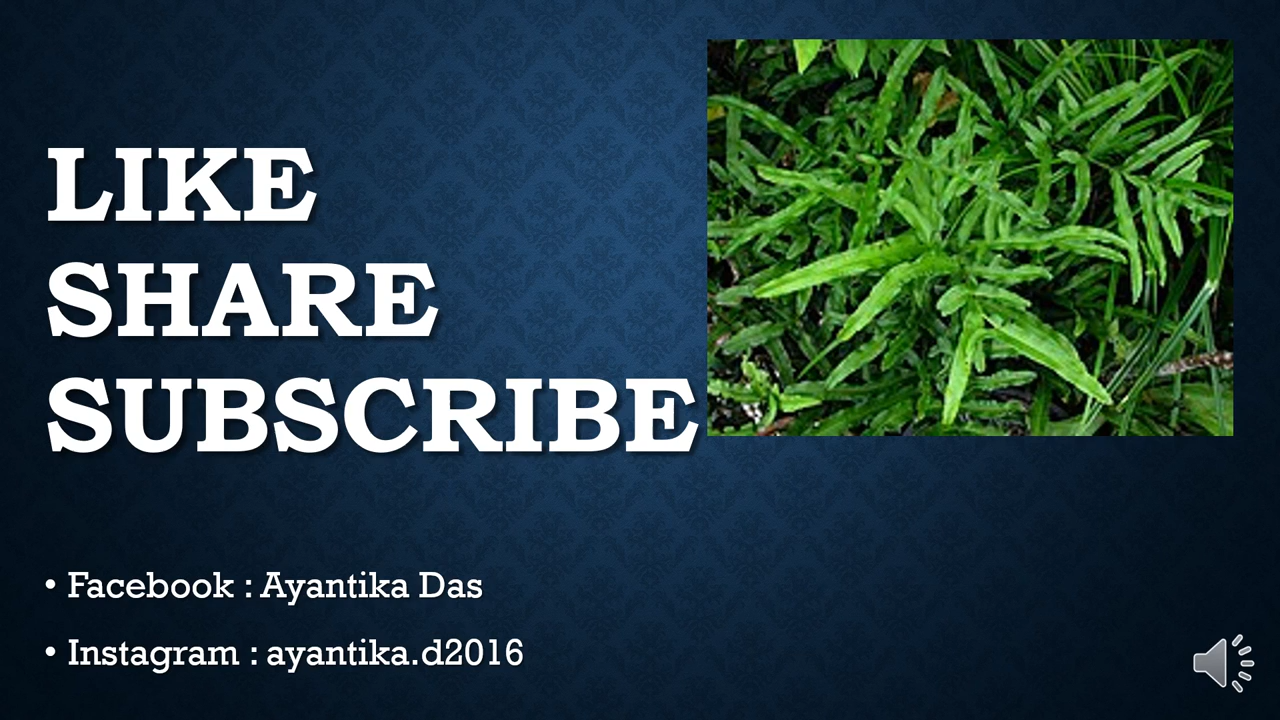 LIKE
SHARE
SUBSCRIBE
• Facebook : Ayantika Das
• Instagram : ayantika.d2016